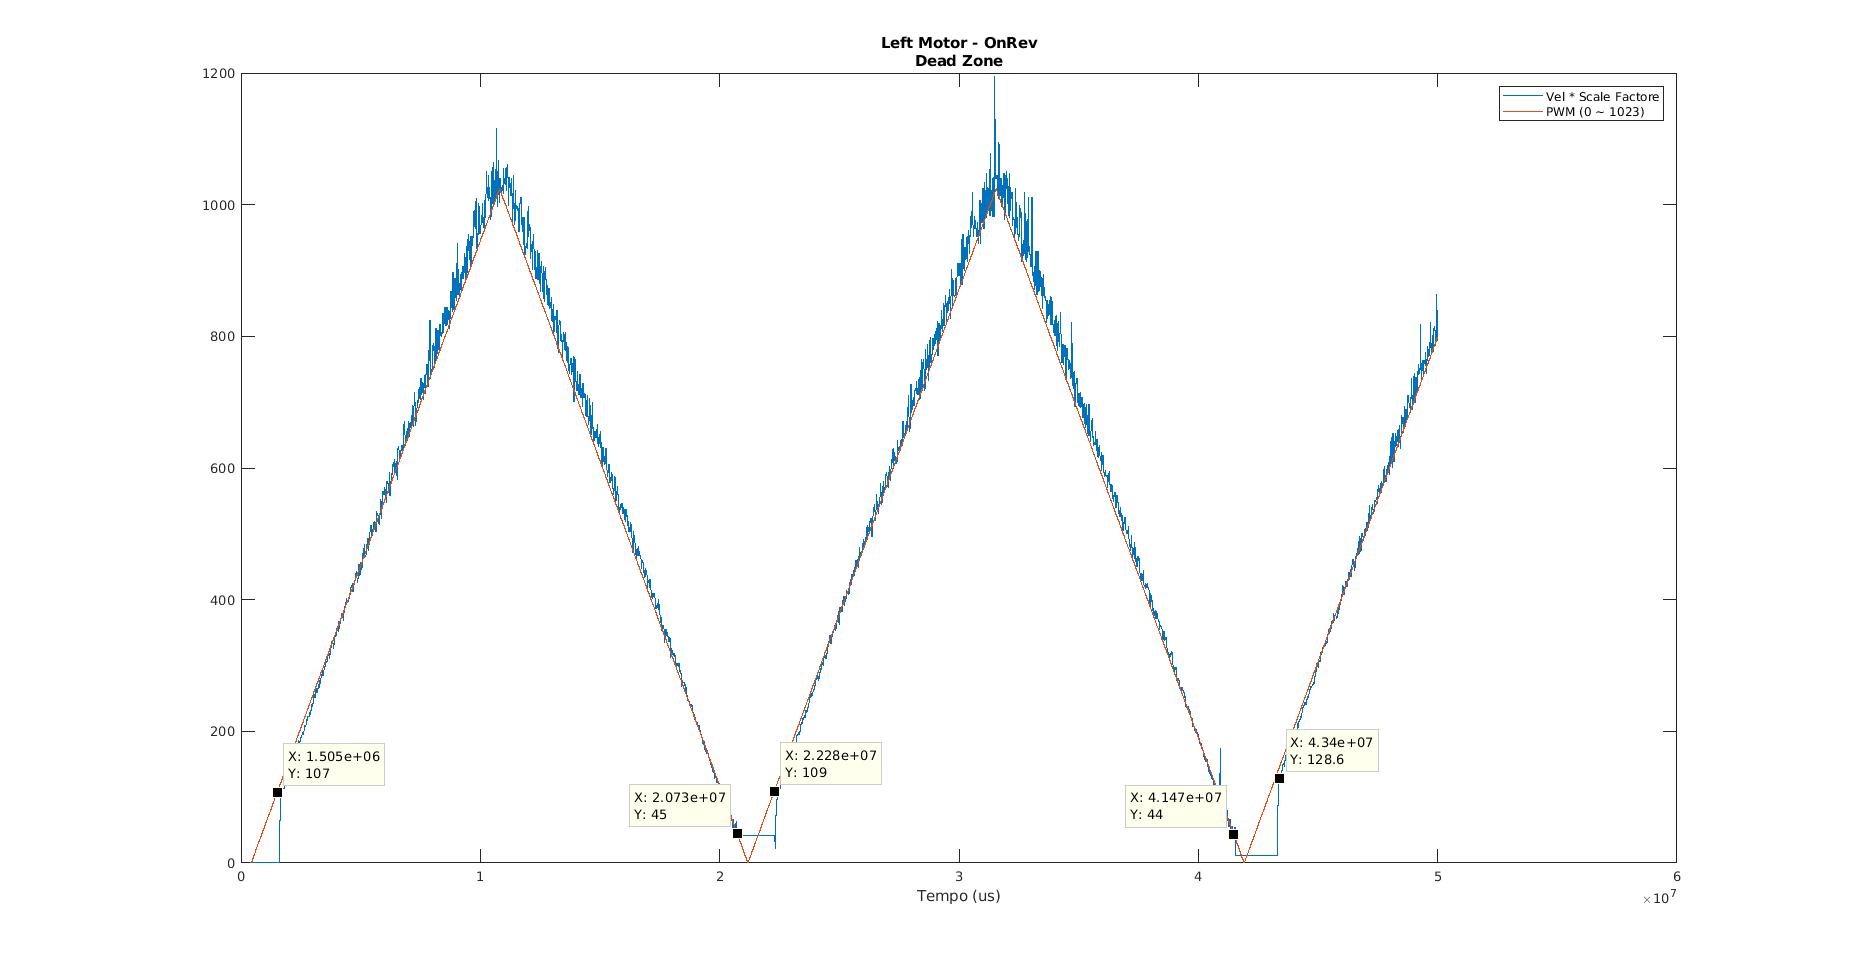 Left Motor - OnRev
Dead Zone
1200
1000
800
600
400
200
0
Vel * Scale Factore
PWM (0 ~ 1023)
X: 1.505e+06
Y: 107
X: 2.073e+07
Y: 45
X: 2.228e+07
Y: 109
X: 4.147e+07
Y: 44
X: 4.34e+07
Y: 128.6
0 1 2 3 4 5 6
Tempo (us)
×10^7